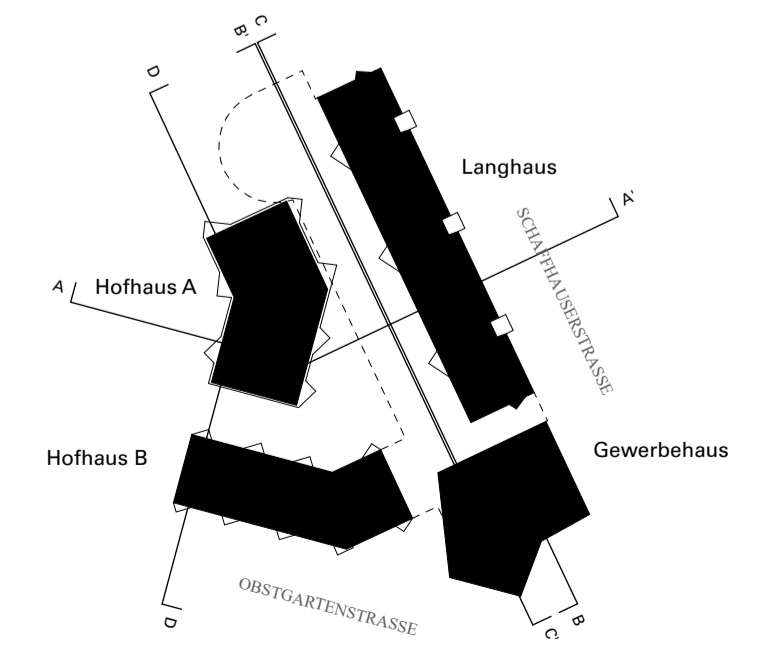 C
B'
D
Langhaus
A'
SCHAFFHAUSERSTRASSE
A
Hofhaus A
Hofhaus B
Gewerbehaus
OBSTGARTENSTRASSE
D
B
C'